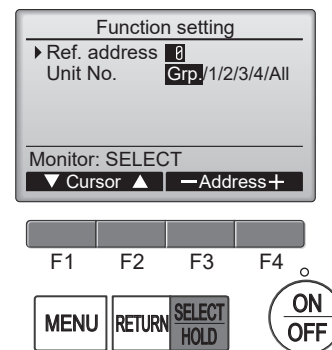 Function setting
Ref. address 0
Unit No. Grp./1/2/3/4/All
Monitor: SELECT
▼ Cursor ▲ −Address+
F1 F2 F3 F4
MENU RETURN SELECT HOLD ON OFF